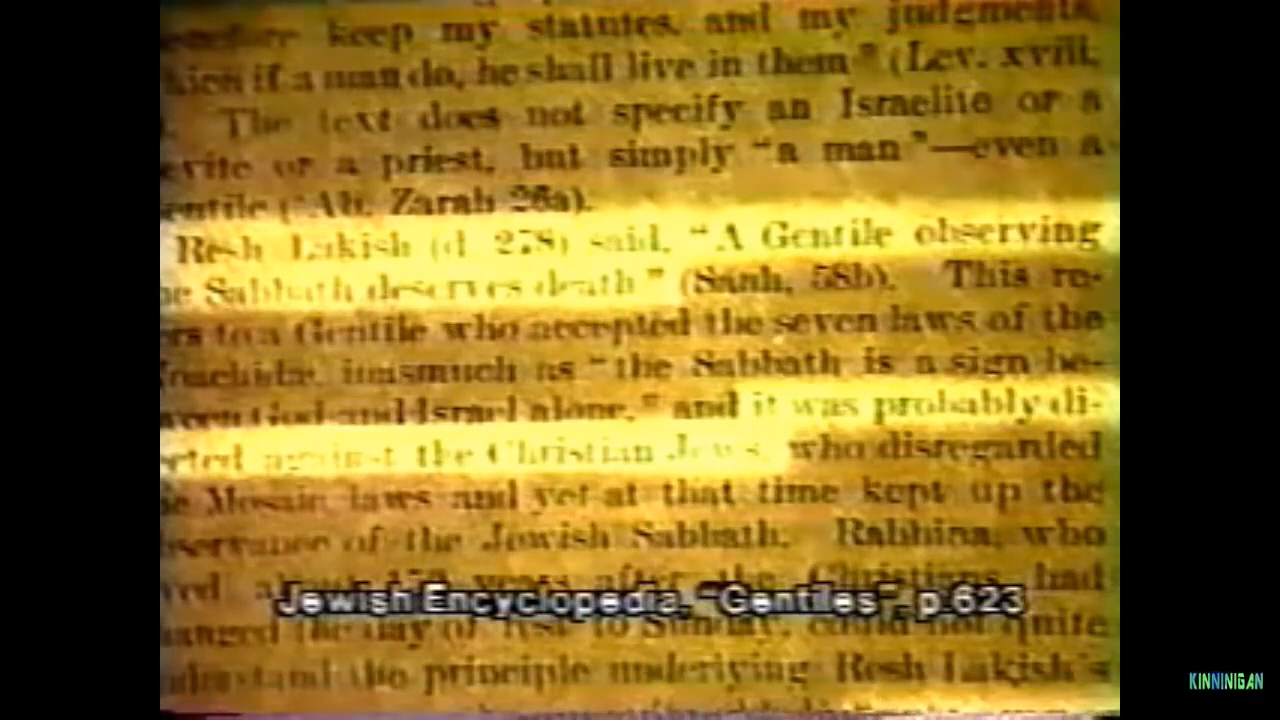 keep my statutes, and my judgments,
if a man do, he shall live in them" (Lev. xviii.
The text does not specify an Israelite or a
or a priest, but simply "a man"—even a
('Ab. Zarah 26a).
Resh Lakish (d. 278) said, "A Gentile observing
Sabbath deserves death" (Sanh. 58b). This re-
to a Gentile who accepted the seven laws of the
inasmuch as "the Sabbath is a sign be-
God and Israel alone," and it was probably di-
against the Christian Jews, who disregarded
Mosaic laws and yet at that time kept up the
of the Jewish Sabbath. Rabbina, who
about 150 years after the Christians had
the day of rest to Sunday, could not quite
the principle underlying Resh Lakish's
Jewish Encyclopedia, "Gentiles", p.623
KINNINIGAN